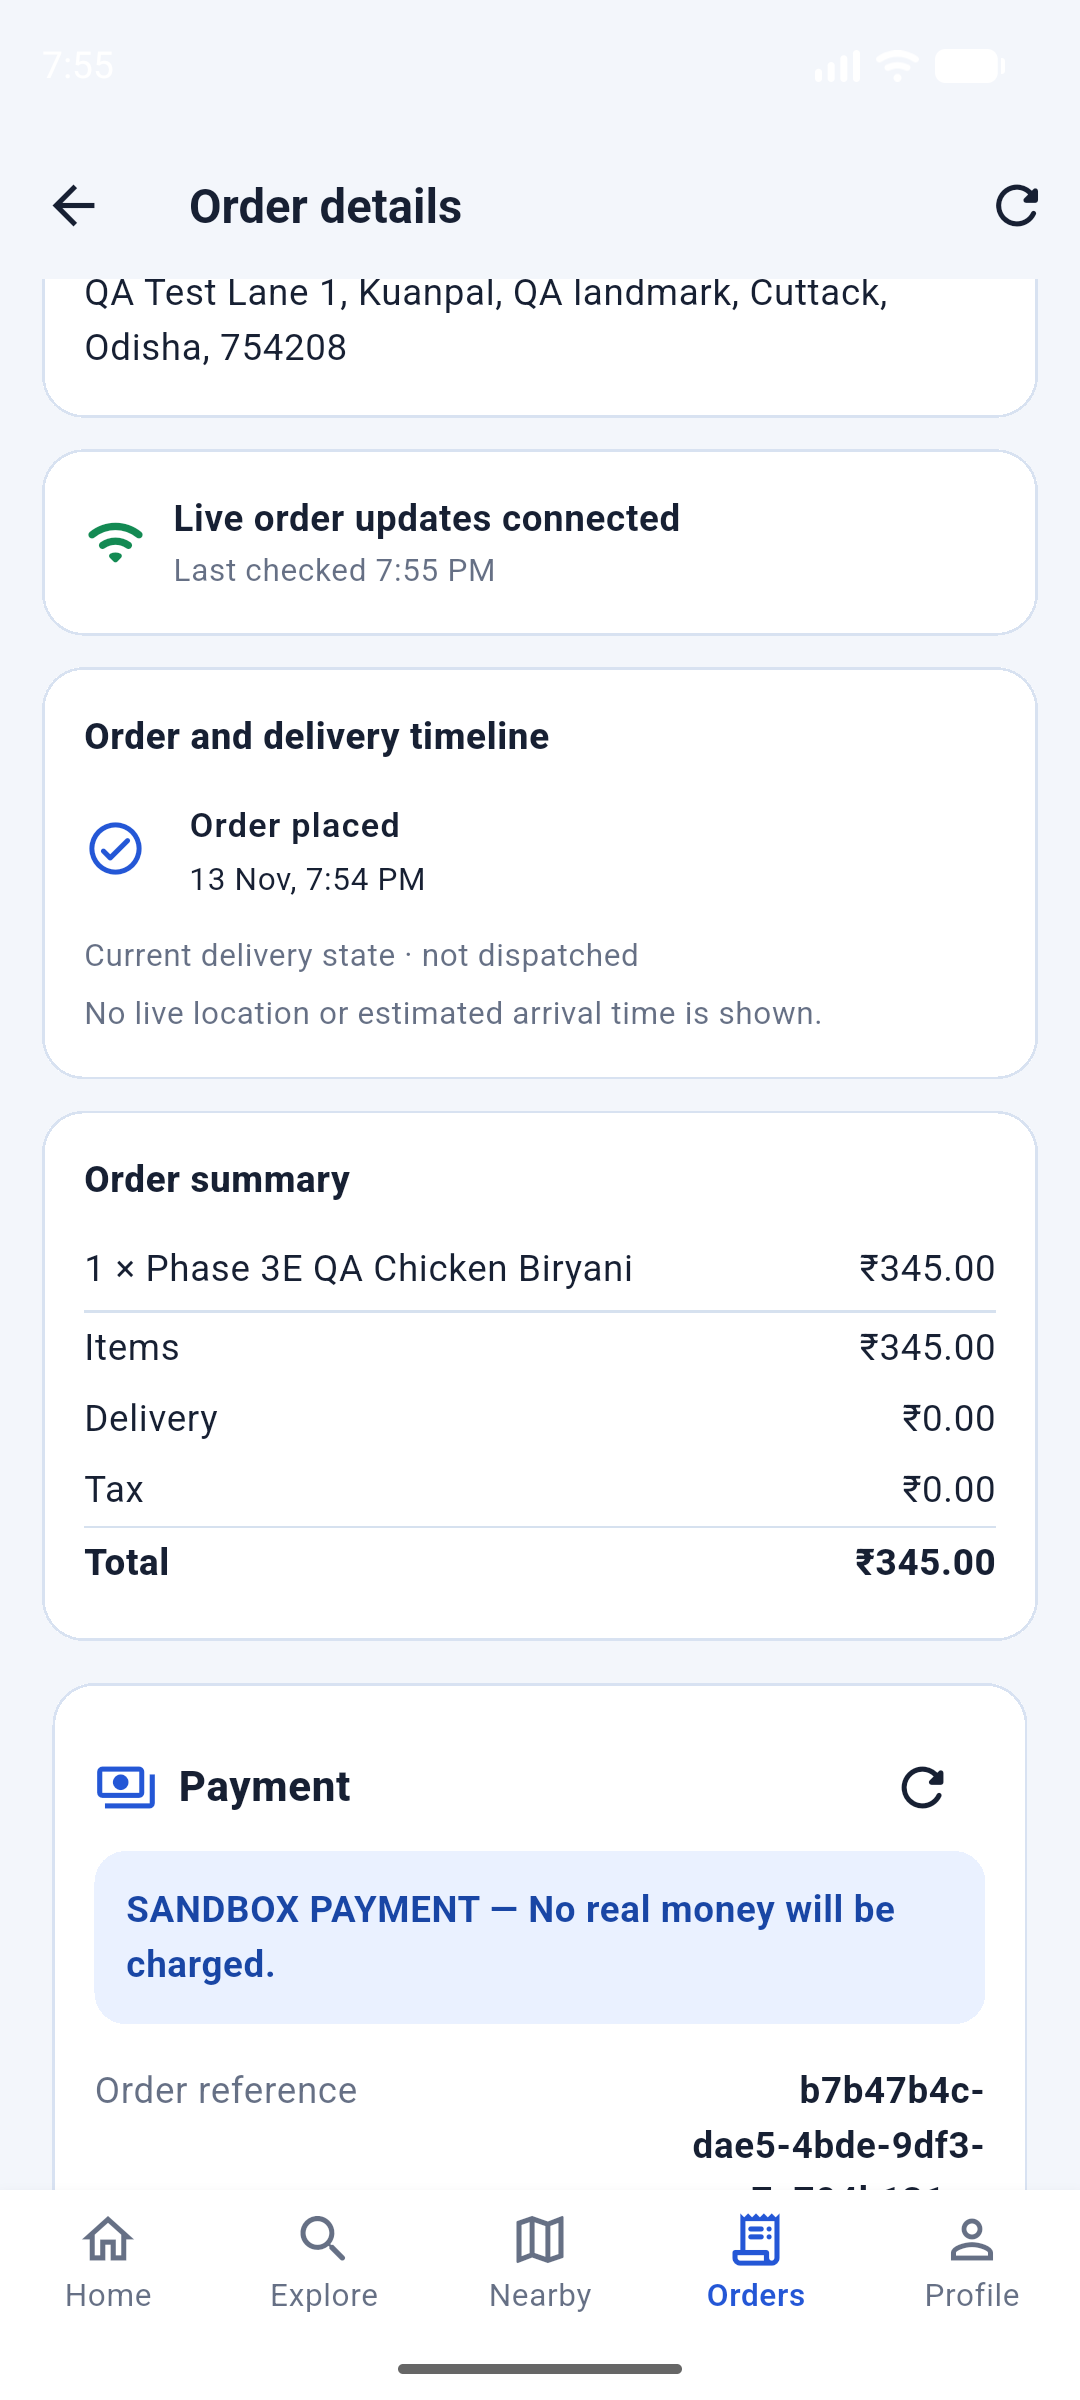 7:55
Order details
QA Test Lane 1, Kuanpal, QA landmark, Cuttack,
Odisha, 754208
Live order updates connected
Last checked 7:55 PM
Order and delivery timeline
Order placed
13 Nov, 7:54 PM
Current delivery state · not dispatched
No live location or estimated arrival time is shown.
Order summary
1 × Phase 3E QA Chicken Biryani ₹345.00
Items ₹345.00
Delivery ₹0.00
Tax ₹0.00
Total ₹345.00
Payment
SANDBOX PAYMENT — No real money will be
charged.
Order reference b7b47b4c-
dae5-4bde-9df3-
Home Explore Nearby Orders Profile